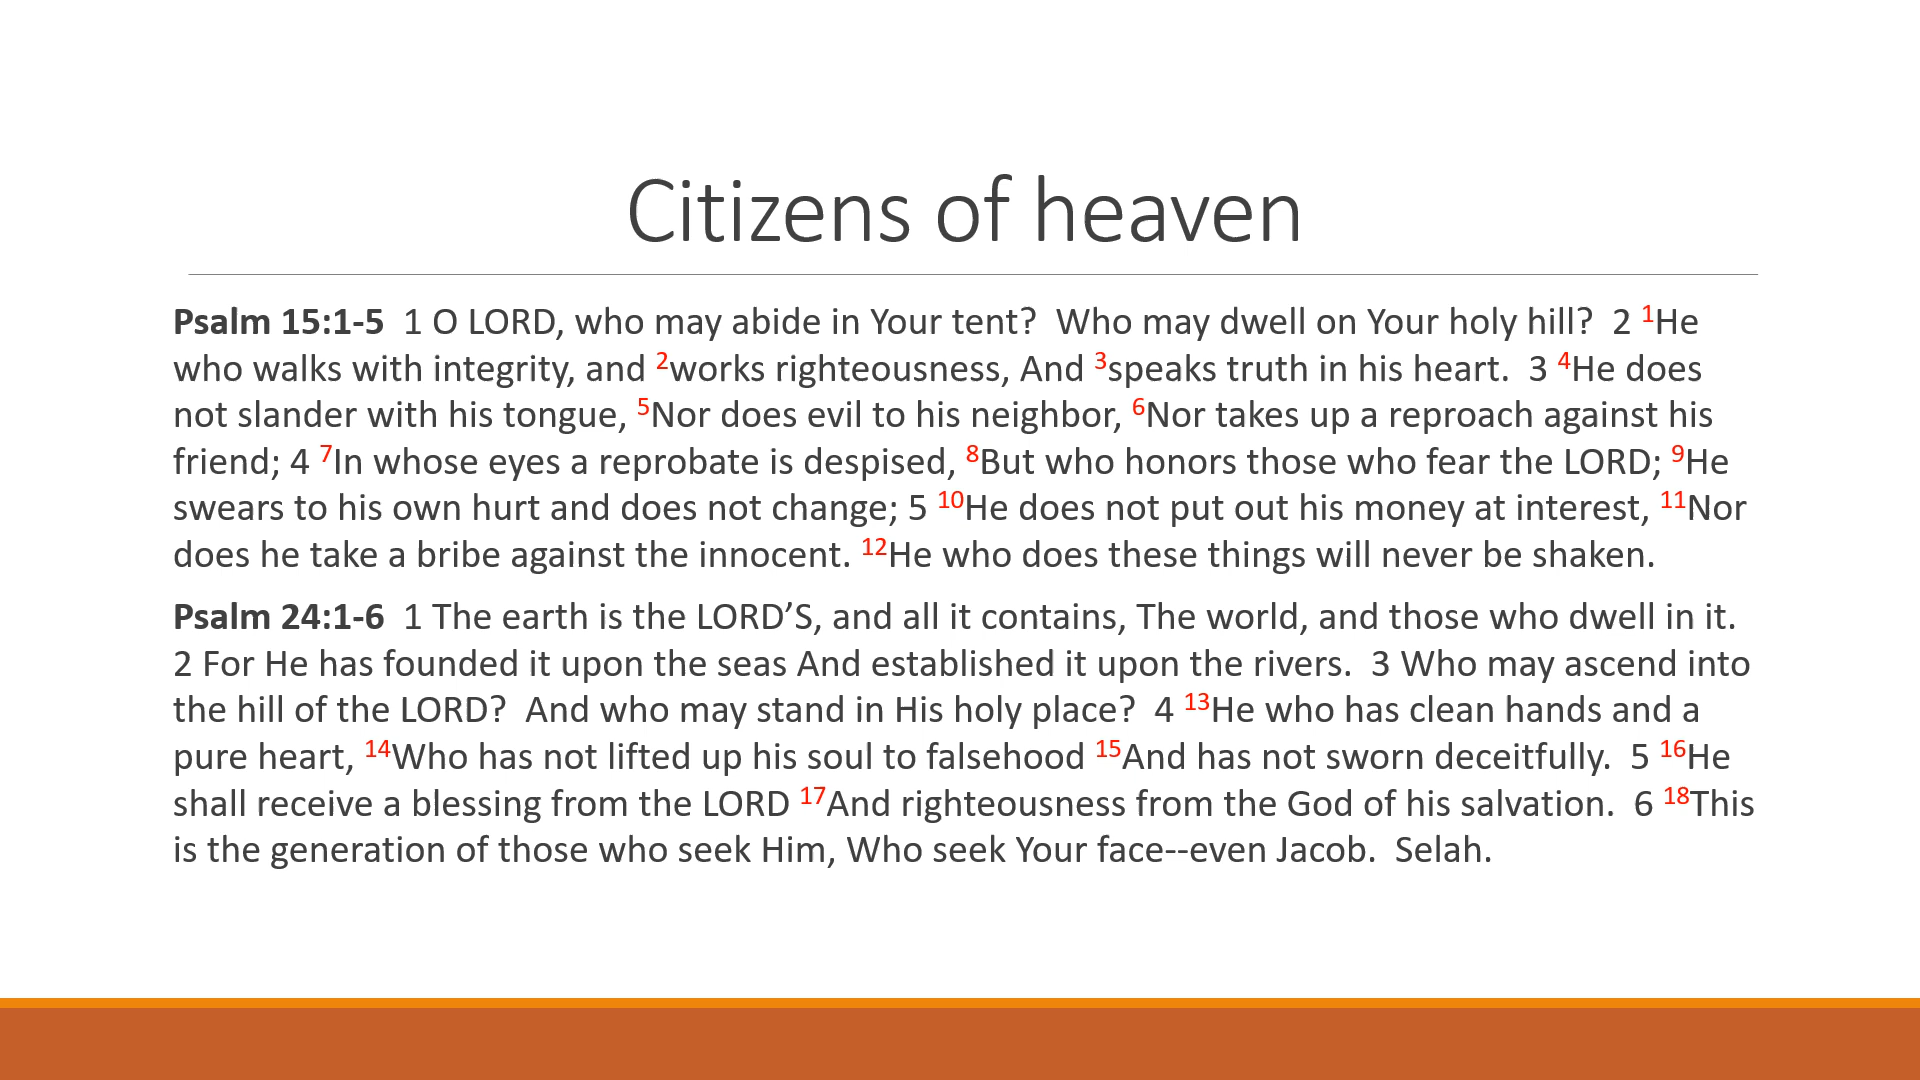 Citizens of heaven
Psalm 15:1-5  1 O LORD, who may abide in Your tent?  Who may dwell on Your holy hill?  2 1He
who walks with integrity, and 2works righteousness, And 3speaks truth in his heart.  3 4He does
not slander with his tongue, 5Nor does evil to his neighbor, 6Nor takes up a reproach against his
friend; 4 7In whose eyes a reprobate is despised, 8But who honors those who fear the LORD; 9He
swears to his own hurt and does not change; 5 10He does not put out his money at interest, 11Nor
does he take a bribe against the innocent. 12He who does these things will never be shaken.
Psalm 24:1-6  1 The earth is the LORD’S, and all it contains, The world, and those who dwell in it.
2 For He has founded it upon the seas And established it upon the rivers.  3 Who may ascend into
the hill of the LORD?  And who may stand in His holy place?  4 13He who has clean hands and a
pure heart, 14Who has not lifted up his soul to falsehood 15And has not sworn deceitfully.  5 16He
shall receive a blessing from the LORD 17And righteousness from the God of his salvation.  6 18This
is the generation of those who seek Him, Who seek Your face--even Jacob.  Selah.